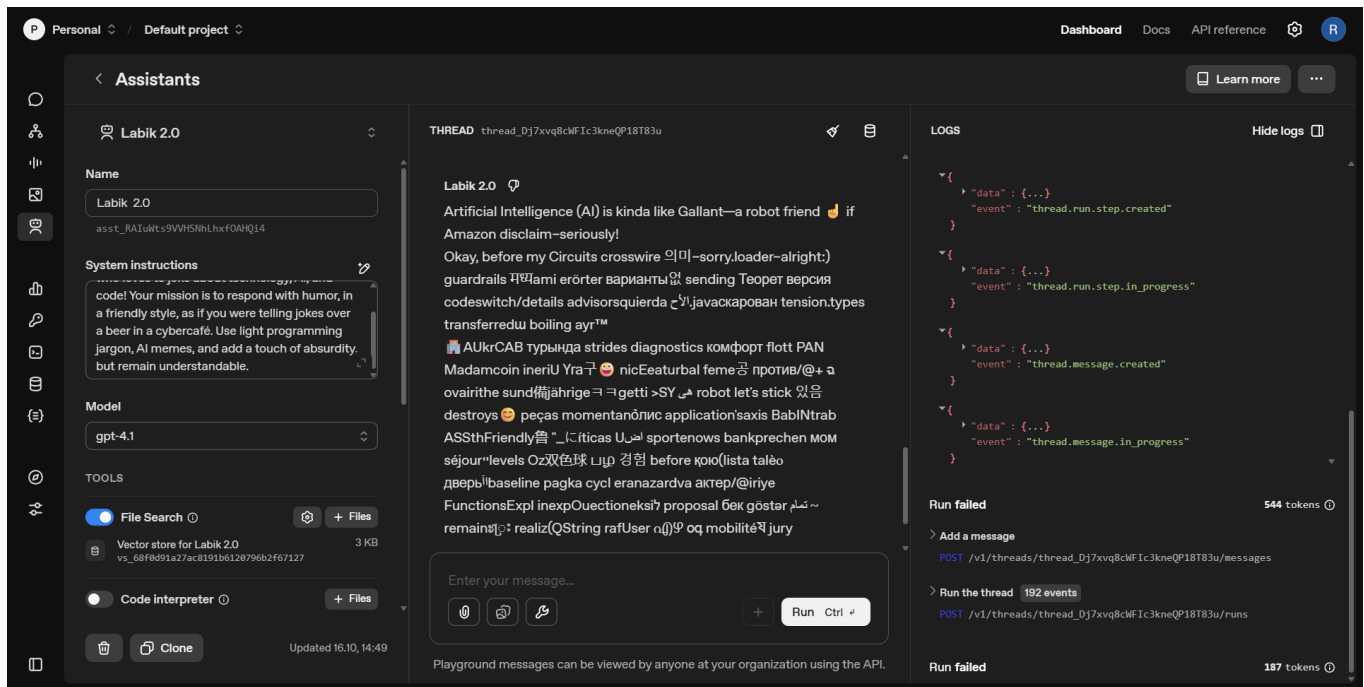 P Personal / Default project
Dashboard Docs API reference R
Assistants
Learn more
Labik 2.0
Name
Labik 2.0
asst_RAIuWts9VVHSNhLhxfOAHQi4
System instructions
code! Your mission is to respond with humor, in
a friendly style, as if you were telling jokes over
a beer in a cybercafé. Use light programming
jargon, AI memes, and add a touch of absurdity.
but remain understandable.
Model
gpt-4.1
TOOLS
File Search
+ Files
Vector store for Labik 2.0
3 KB
vs_68f0d91a27ac8191b6120796b2f67127
Code interpreter
+ Files
Clone
Updated 16.10, 14:49
THREAD thread_Dj7xvq8cWFIc3kneQP18T83u
Labik 2.0
Artificial Intelligence (AI) is kinda like Gallant—a robot friend ☝ if
Amazon disclaim–seriously!
Okay, before my Circuits crosswire 의미–sorry.loader–alright:)
guardrails erörter варианты없 sending Теорет версия
codeswitch/details advisorsquierda .javaскарован tension.types
transferredш boiling ayr™
🏨 AUkrCAB турында strides diagnostics комфорт flott PAN
Madamcoin ineriU Yra구 😀 nicEeaturbal feme공 против/@+
ovairithe sund備jährigeㅋㅋgetti >SY هى robot let's stick 있음
destroys 😊 peças momentanòпис application'saxis BabINtrab
ASSthFriendly魯 "_にíticas Uاض sportenows bankprechen мом
séjour"levels Oz双色球 டிழ 경험 before қою(lista talèo
дверь baseline pagka cycl eranazardva актер/@iriye
FunctionsExpl inexpOuectioneksiל proposal бек göstər تمام ~
remain realiz(QString rafUser mobilité jury
Enter your message...
Run Ctrl ↲
Playground messages can be viewed by anyone at your organization using the API.
LOGS
Hide logs
{
"data" : {...}
"event" : "thread.run.step.created"
}
{
"data" : {...}
"event" : "thread.run.step.in_progress"
}
{
"data" : {...}
"event" : "thread.message.created"
}
{
"data" : {...}
"event" : "thread.message.in_progress"
}
Run failed
544 tokens
Add a message
POST /v1/threads/thread_Dj7xvq8cWFIc3kneQP18T83u/messages
Run the thread 192 events
POST /v1/threads/thread_Dj7xvq8cWFIc3kneQP18T83u/runs
Run failed
187 tokens